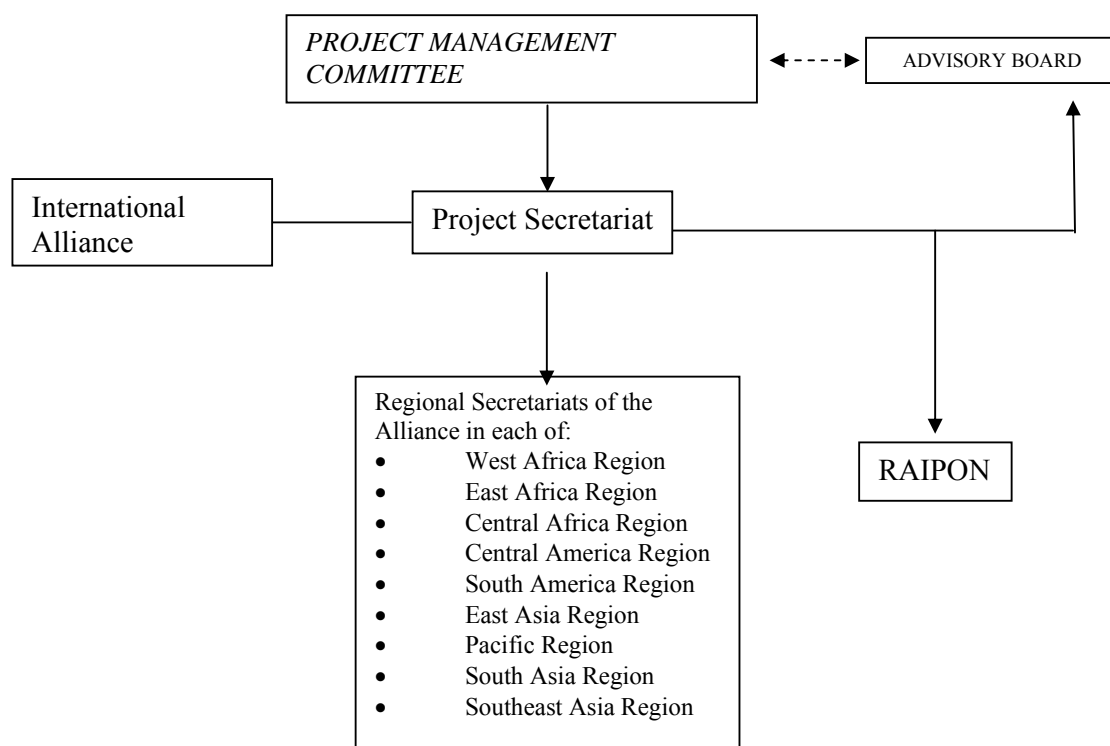 PROJECT MANAGEMENT
COMMITTEE
ADVISORY BOARD
International
Alliance
Project Secretariat
Regional Secretariats of the
Alliance in each of:
• West Africa Region
• East Africa Region
• Central Africa Region
• Central America Region
• South America Region
• East Asia Region
• Pacific Region
• South Asia Region
• Southeast Asia Region
RAIPON